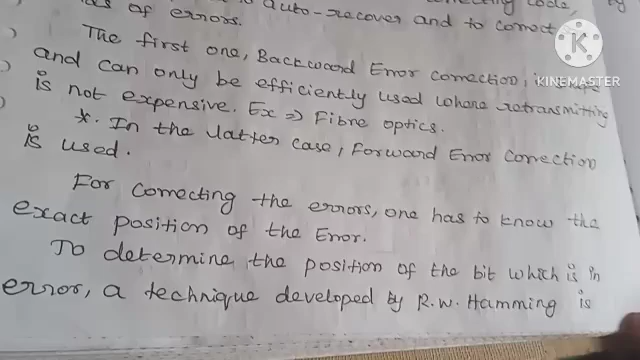 of errors.
auto-recover and to correct
The first one, Backward Error correction, is
and can only be efficiently used where retransmitting
is not expensive. Ex => Fibre optics.
*. In the latter case, Forward Error Correction
is used.
For correcting the errors, one has to know the
exact position of the Error.
To determine the position of the bit which is in
error, a technique developed by R.W. Hamming is
KINEMASTER